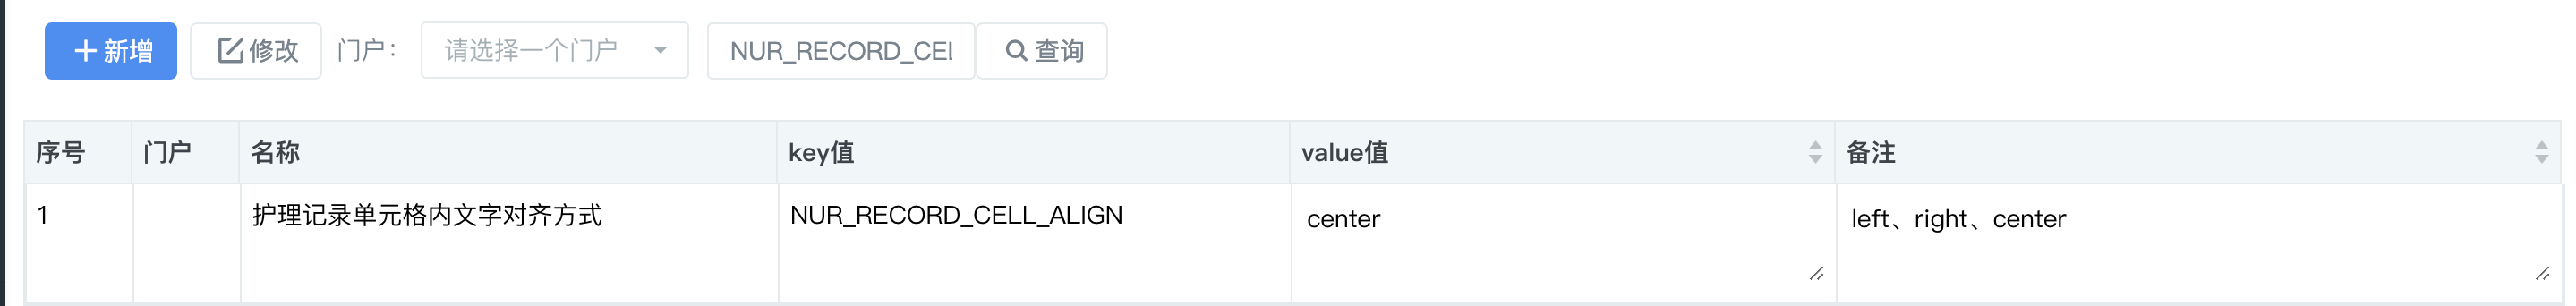 新增 修改 门户： 请选择一个门户 NUR_RECORD_CEL 查询
序号 门户 名称 key值 value值 备注
1 护理记录单元格内文字对齐方式 NUR_RECORD_CELL_ALIGN center left、right、center